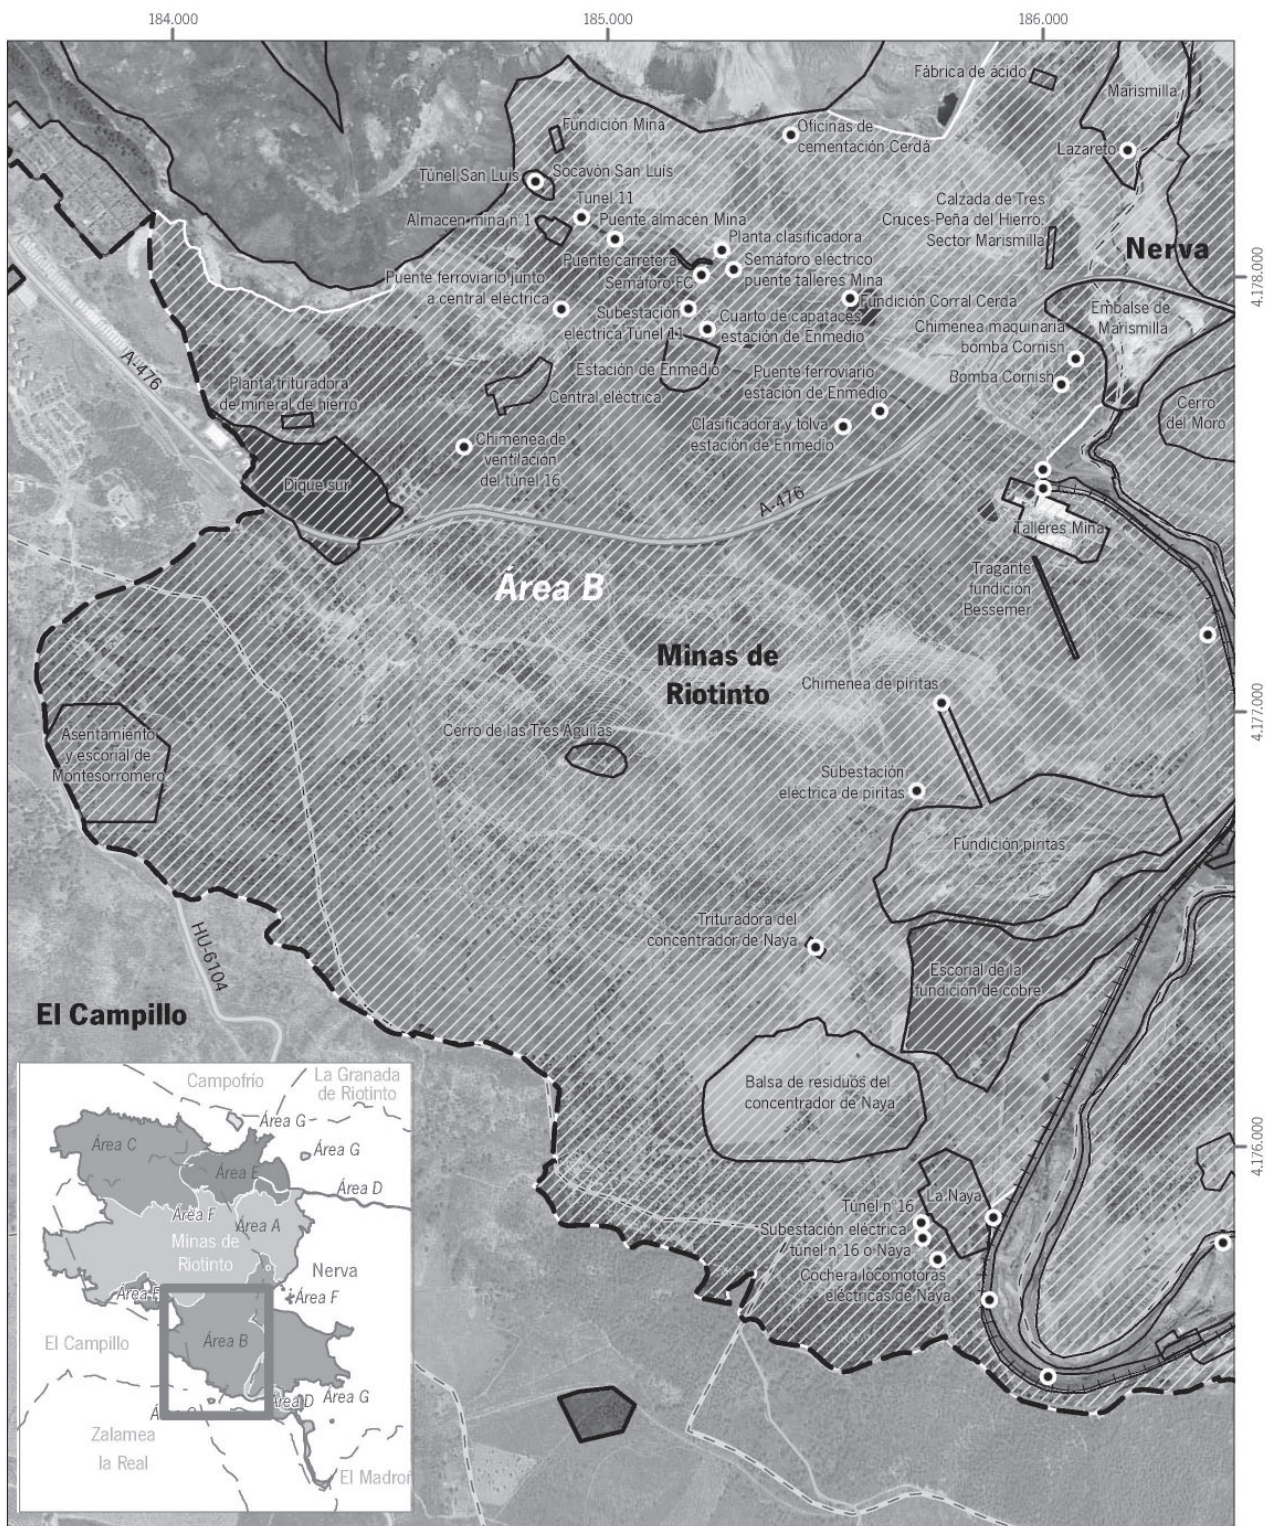 184.000
185.000
186.000
Fábrica de ácido
Marismilla
Fundición Mina
Oficinas de
cementación Cerda
Lazareto
Túnel San Luis
Socavón San Luís
Tunel 11
Almacen mina n°1
Puente almacén Mina
Calzada de Tres
Cruces-Peña del Hierro.
Sector Marismilla
Nerva
Planta clasificadora
Puente carretera
Semáforo eléctrico
puente talleres Mina
Semáforo FC
Puente ferroviario junto
a central eléctrica
4.178.000
Fundición Corral Cerda
Subestación
eléctrica Tunel 11
Cuarto de capataces
estación de Enmedio
Embalse de
Marismilla
Chimenea maquinaria
bomba Cornish
Bomba Cornish
A-476
Estación de Enmedio
Puente ferroviario
estación de Enmedio
Planta trituradora
de mineral de hierro
Central eléctrica
Cerro
del Moro
Clasificadora y tolva
estación de Enmedio
Chimenea de
ventilación
del túnel 16
Dique sur
A-476
Talleres Mina
Área B
Tragante
fundición
Bessemer
Minas de
Riotinto
Chimenea de piritas
4.177.000
Asentamiento
y escorial de
Montesorromero
Cerro de las Tres Aguilas
Subestación
eléctrica de piritas
Fundición piritas
Trituradora del
concentrador de Naya
HU-6104
Escorial de la
fundición de cobre
El Campillo
Balsa de residuos del
concentrador de Naya
4.176.000
La Naya
Tunel n°16
Subestación eléctrica
túnel n°16 o Naya
Cochera locomotoras
eléctricas de Naya
Campofrío
La Granada
de Riotinto
Área G
Área C
Área G
Área E
Área D
Área F
Área A
Minas de
Riotinto
Nerva
Área F
El Campillo
Área B
Área G
Área D
Zalamea
la Real
El Madroñ